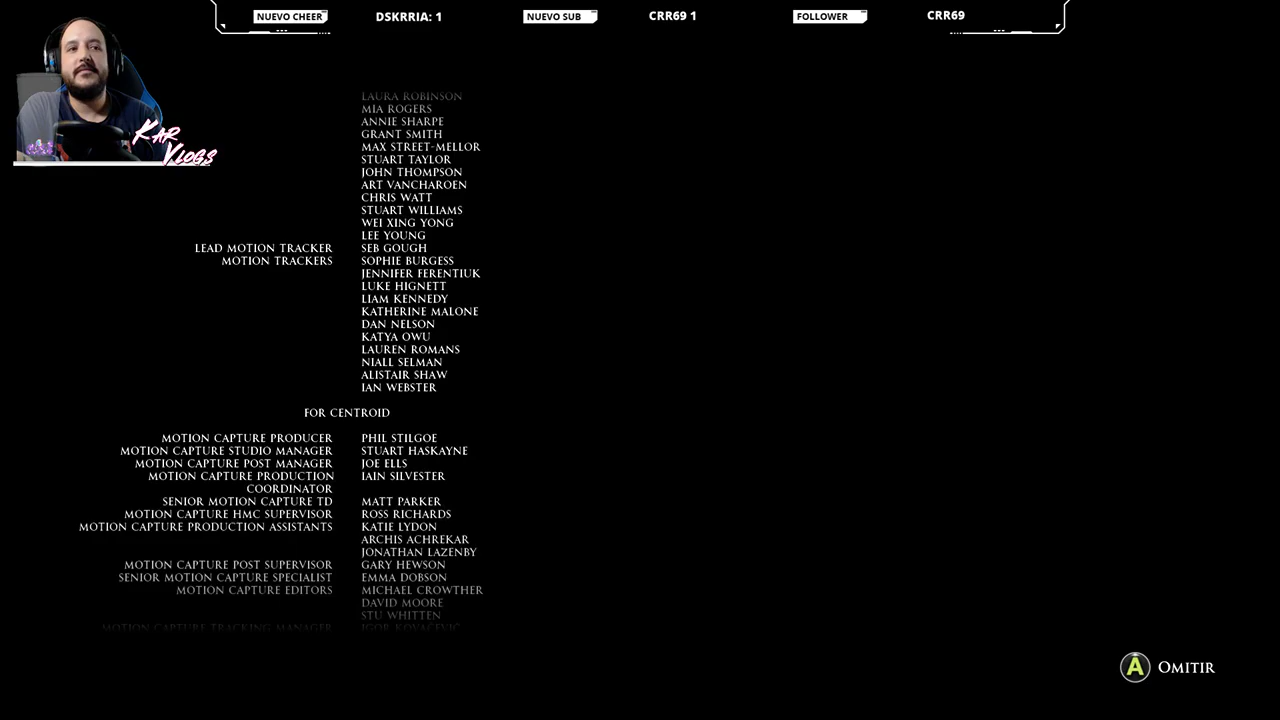 NUEVO CHEER DSKRRIA: 1 NUEVO SUB CRR69 1 FOLLOWER CRR69
KAR
VLOGS
LAURA ROBINSON
MIA ROGERS
ANNIE SHARPE
GRANT SMITH
MAX STREET-MELLOR
STUART TAYLOR
JOHN THOMPSON
ART VANCHAROEN
CHRIS WATT
STUART WILLIAMS
WEI XING YONG
LEE YOUNG
LEAD MOTION TRACKER SEB GOUGH
MOTION TRACKERS SOPHIE BURGESS
JENNIFER FERENTIUK
LUKE HIGNETT
LIAM KENNEDY
KATHERINE MALONE
DAN NELSON
KATYA OWU
LAUREN ROMANS
NIALL SELMAN
ALISTAIR SHAW
IAN WEBSTER
FOR CENTROID
MOTION CAPTURE PRODUCER PHIL STILGOE
MOTION CAPTURE STUDIO MANAGER STUART HASKAYNE
MOTION CAPTURE POST MANAGER JOE ELLS
MOTION CAPTURE PRODUCTION IAIN SILVESTER
COORDINATOR
SENIOR MOTION CAPTURE TD MATT PARKER
MOTION CAPTURE HMC SUPERVISOR ROSS RICHARDS
MOTION CAPTURE PRODUCTION ASSISTANTS KATIE LYDON
ARCHIS ACHREKAR
JONATHAN LAZENBY
MOTION CAPTURE POST SUPERVISOR GARY HEWSON
SENIOR MOTION CAPTURE SPECIALIST EMMA DOBSON
MOTION CAPTURE EDITORS MICHAEL CROWTHER
DAVID MOORE
STU WHITTEN
MOTION CAPTURE TRACKING MANAGER IGOR KOVAČEVIĆ
A OMITIR